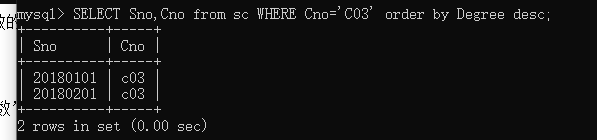 mysql> SELECT Sno,Cno from sc WHERE Cno='C03' order by Degree desc;
+----------+-----+
| Sno      | Cno |
+----------+-----+
| 20180101 | c03 |
| 20180201 | c03 |
+----------+-----+
2 rows in set (0.00 sec)